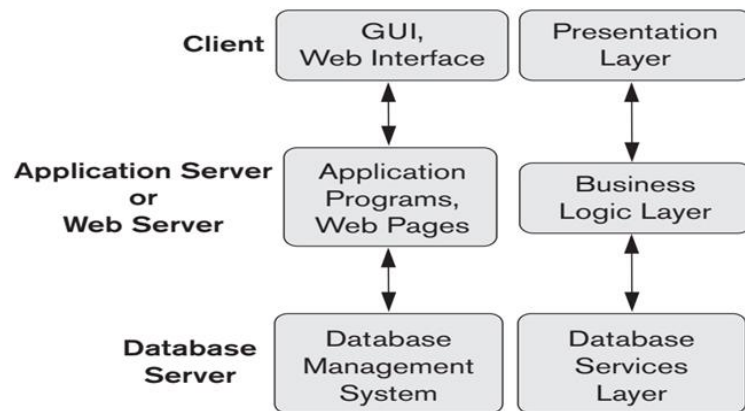 Client
GUI,
Web Interface
Presentation
Layer
Application Server
or
Web Server
Application
Programs,
Web Pages
Business
Logic Layer
Database
Server
Database
Management
System
Database
Services
Layer